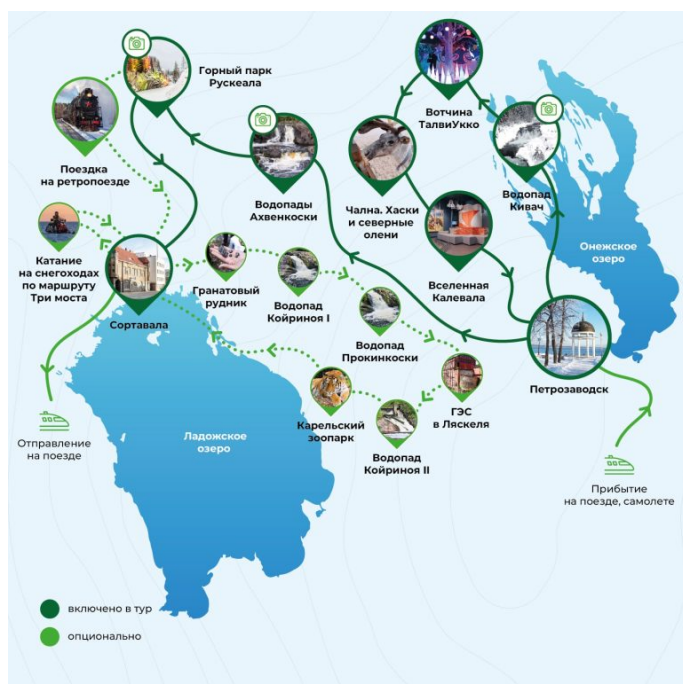 Горный парк
Рускеала
Вотчина
ТалвиУкко
Поездка
на ретропоезде
Водопады
Ахвенкоски
Чална. Хаски
и северные
олени
Водопад
Кивач
Онежское
озеро
Катание
на снегоходах
по маршруту
Три моста
Гранатовый
рудник
Водопад
Койриноя I
Вселенная
Калевала
Сортавала
Водопад
Прокинкоски
Петрозаводск
Отправление
на поезде
Ладожское
озеро
Карельский
зоопарк
Водопад
Койриноя II
ГЭС
в Ляскеля
Прибытие
на поезде, самолете
включено в тур
опционально